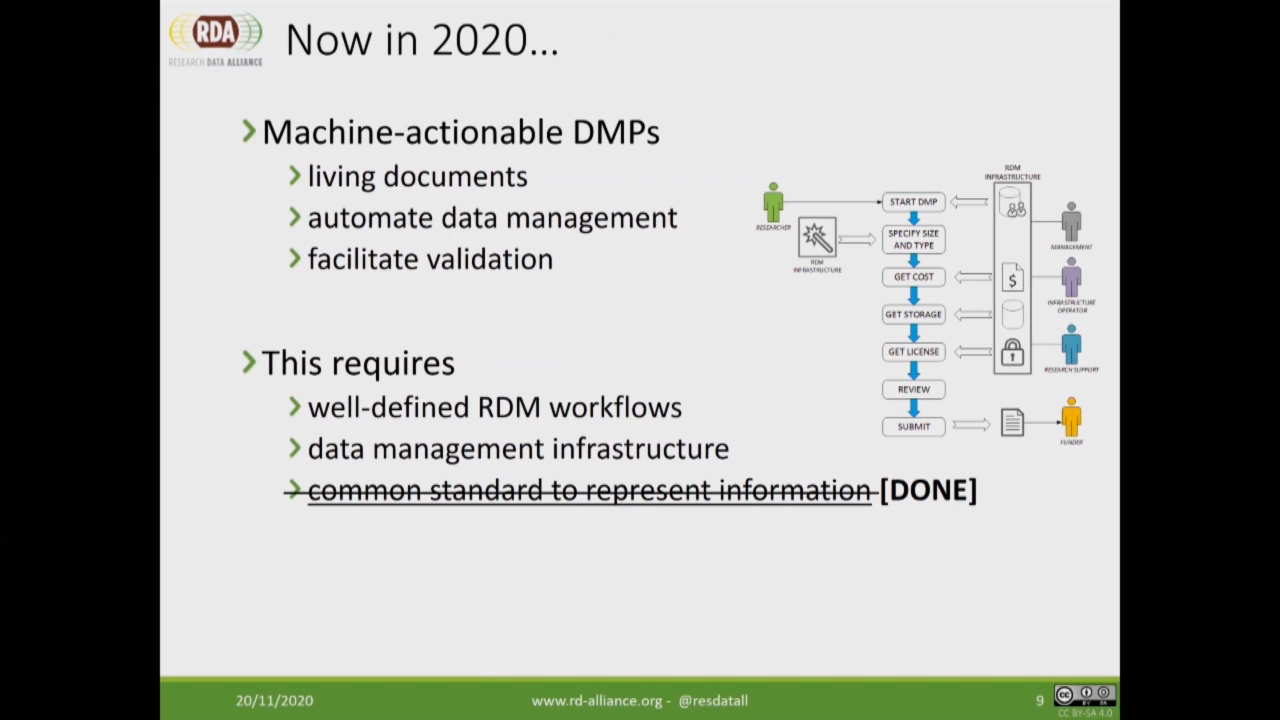 RDA
RESEARCH DATA ALLIANCE
Now in 2020...
Machine-actionable DMPs
living documents
automate data management
facilitate validation
This requires
well-defined RDM workflows
data management infrastructure
common standard to represent information [DONE]
RESEARCHER
RDM
INFRASTRUCTURE
START DMP
SPECIFY SIZE
AND TYPE
GET COST
GET STORAGE
GET LICENSE
REVIEW
SUBMIT
RDM
INFRASTRUCTURE
$
MANAGEMENT
INFRASTRUCTURE
OPERATOR
RESEARCH SUPPORT
FUNDER
20/11/2020
www.rd-alliance.org - @resdatall
9
cc
BY SA
CC BY-SA 4.0